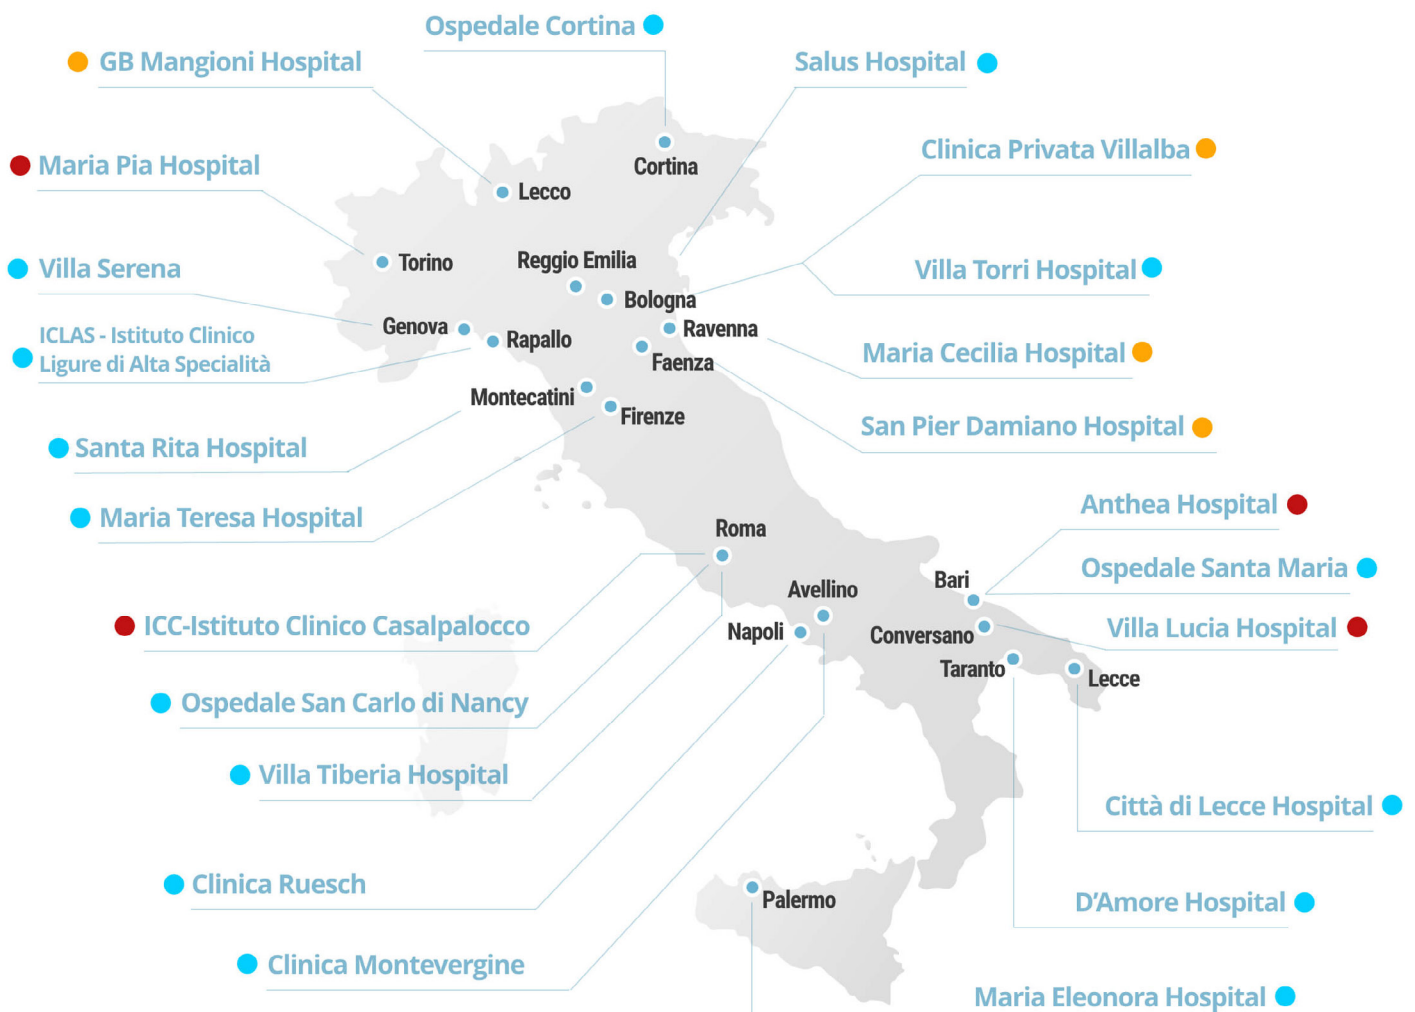 Ospedale Cortina
GB Mangioni Hospital
Salus Hospital
Clinica Privata Villalba
Maria Pia Hospital
Cortina
Lecco
Villa Serena
Torino
Reggio Emilia
Villa Torri Hospital
Bologna
Genova
Ravenna
ICLAS - Istituto Clinico
Ligure di Alta Specialità
Rapallo
Faenza
Maria Cecilia Hospital
Montecatini
Firenze
San Pier Damiano Hospital
Santa Rita Hospital
Maria Teresa Hospital
Anthea Hospital
Roma
Ospedale Santa Maria
Bari
Avellino
ICC-Istituto Clinico Casalpalocco
Napoli
Conversano
Villa Lucia Hospital
Taranto
Lecce
Ospedale San Carlo di Nancy
Villa Tiberia Hospital
Città di Lecce Hospital
Clinica Ruesch
Palermo
D’Amore Hospital
Clinica Montevergine
Maria Eleonora Hospital